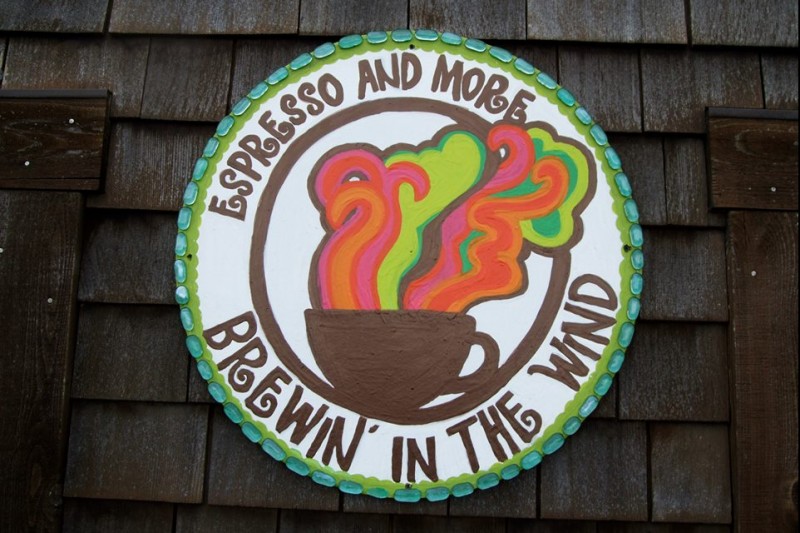 ESPRESSO AND MORE
BREWIN' IN THE WIND